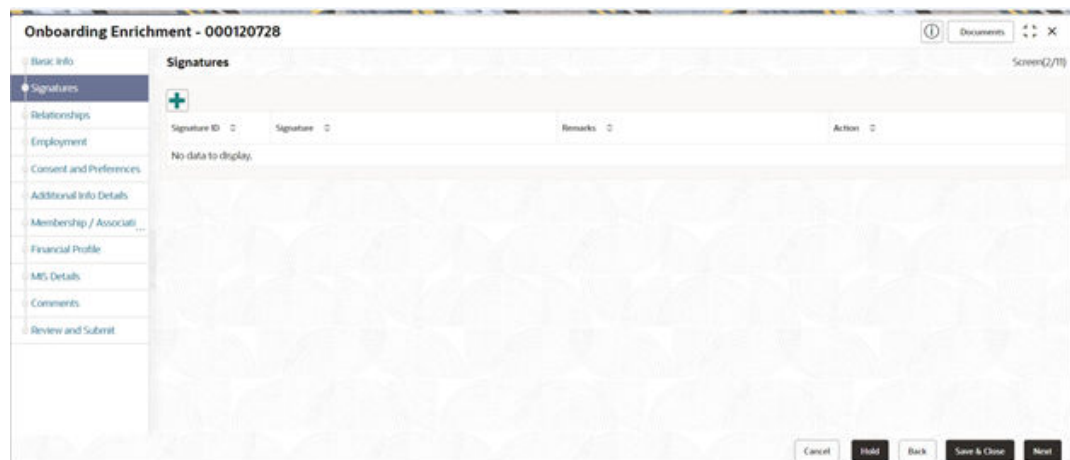 Onboarding Enrichment - 000120728
Documents
Basic Info
Signatures
Relationships
Employment
Consent and Preferences
Additional Info Details
Membership / Associati...
Financial Profile
MIS Details
Comments
Review and Submit
Signatures
Screen(2/11)
Signature ID Signature Remarks Action
No data to display.
Cancel Hold Back Save & Close Next